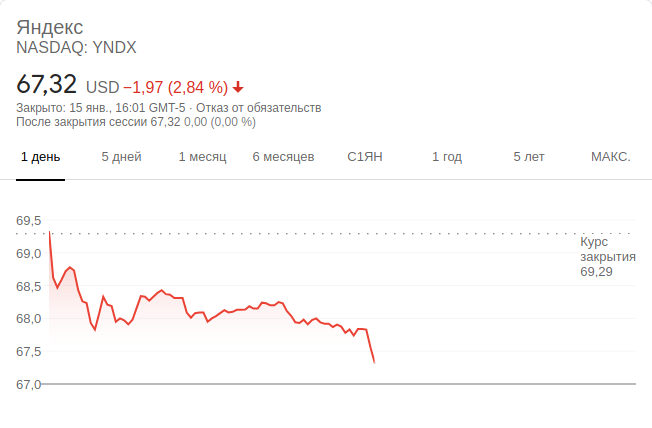 Яндекс
NASDAQ: YNDX
67,32 USD −1,97 (2,84 %) 🡇
Закрыто: 15 янв., 16:01 GMT-5 · Отказ от обязательств
После закрытия сессии 67,32 0,00 (0,00 %)
1 день 5 дней 1 месяц 6 месяцев С1ЯН 1 год 5 лет МАКС.
69,5
Курс
69,0
закрытия
69,29
68,5
68,0
67,5
67,0